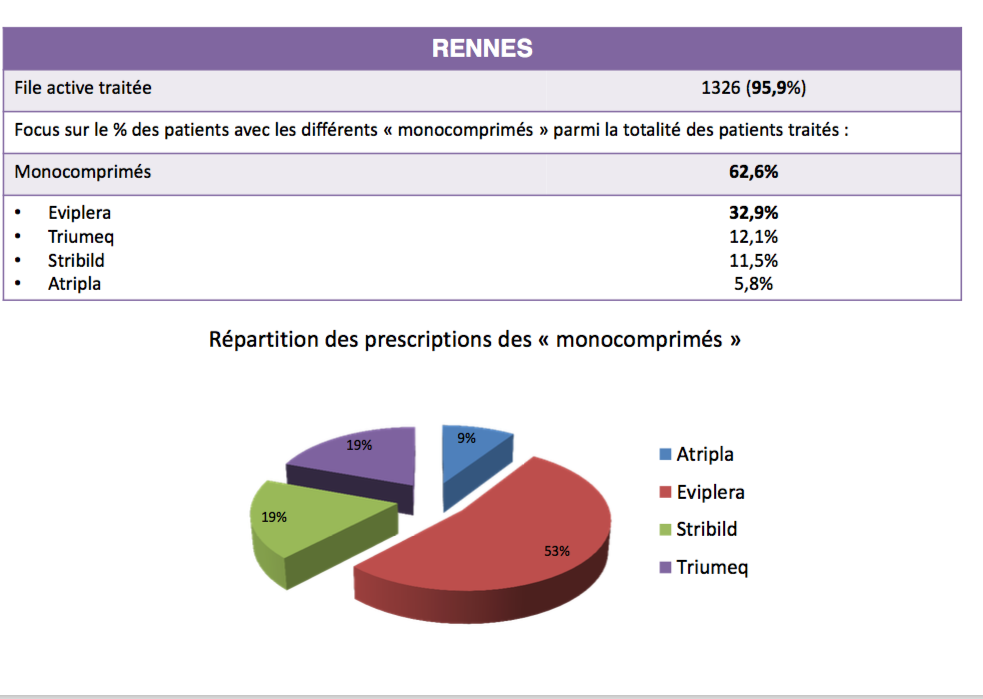 RENNES
File active traitée 1326 (95,9%)
Focus sur le % des patients avec les différents « monocomprimés » parmi la totalité des patients traités :
Monocomprimés 62,6%
• Eviplera 32,9%
• Triumeq 12,1%
• Stribild 11,5%
• Atripla 5,8%
Répartition des prescriptions des « monocomprimés »
19%
9%
19%
53%
Atripla
Eviplera
Stribild
Triumeq